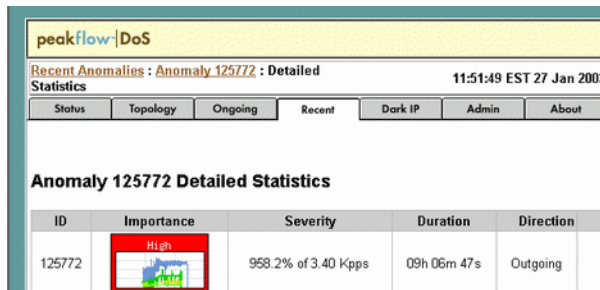 peakflow DoS
Recent Anomalies : Anomaly 125772 : Detailed
Statistics
11:51:49 EST 27 Jan 200
Status Topology Ongoing Recent Dark IP Admin About
Anomaly 125772 Detailed Statistics
ID Importance Severity Duration Direction
High
125772 958.2% of 3.40 Kpps 09h 06m 47s Outgoing